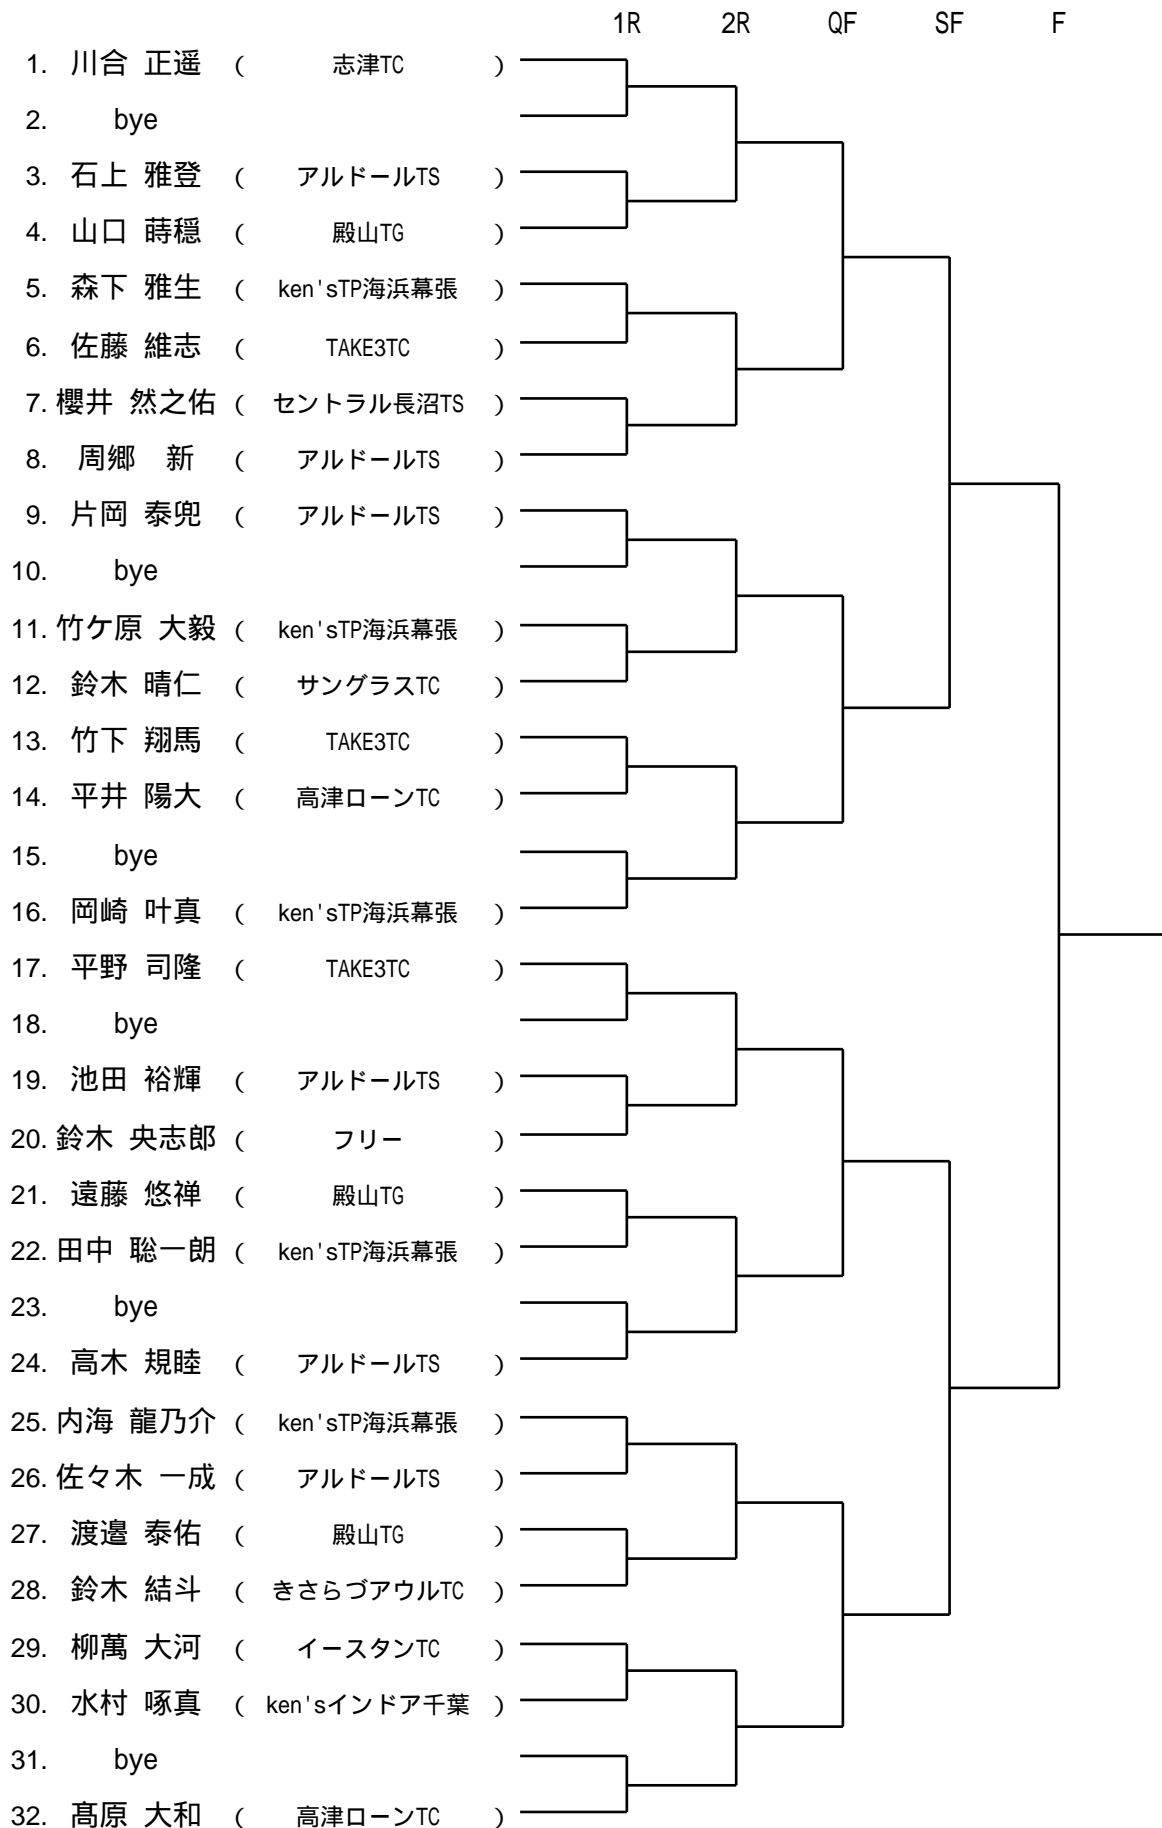 1R 2R QF SF F
1. 川合 正遥 ( 志津TC )
2. bye
3. 石上 雅登 ( アルドールTS )
4. 山口 蒔穏 ( 殿山TG )
5. 森下 雅生 ( ken'sTP海浜幕張 )
6. 佐藤 維志 ( TAKE3TC )
7. 櫻井 然之佑 ( セントラル長沼TS )
8. 周郷 新 ( アルドールTS )
9. 片岡 泰兜 ( アルドールTS )
10. bye
11. 竹ケ原 大毅 ( ken'sTP海浜幕張 )
12. 鈴木 晴仁 ( サングラスTC )
13. 竹下 翔馬 ( TAKE3TC )
14. 平井 陽大 ( 高津ローンTC )
15. bye
16. 岡崎 叶真 ( ken'sTP海浜幕張 )
17. 平野 司隆 ( TAKE3TC )
18. bye
19. 池田 裕輝 ( アルドールTS )
20. 鈴木 央志郎 ( フリー )
21. 遠藤 悠禅 ( 殿山TG )
22. 田中 聡一朗 ( ken'sTP海浜幕張 )
23. bye
24. 高木 規睦 ( アルドールTS )
25. 内海 龍乃介 ( ken'sTP海浜幕張 )
26. 佐々木 一成 ( アルドールTS )
27. 渡邉 泰佑 ( 殿山TG )
28. 鈴木 結斗 ( きさらづアウルTC )
29. 柳萬 大河 ( イースタンTC )
30. 水村 啄真 ( ken'sインドア千葉 )
31. bye
32. 髙原 大和 ( 高津ローンTC )